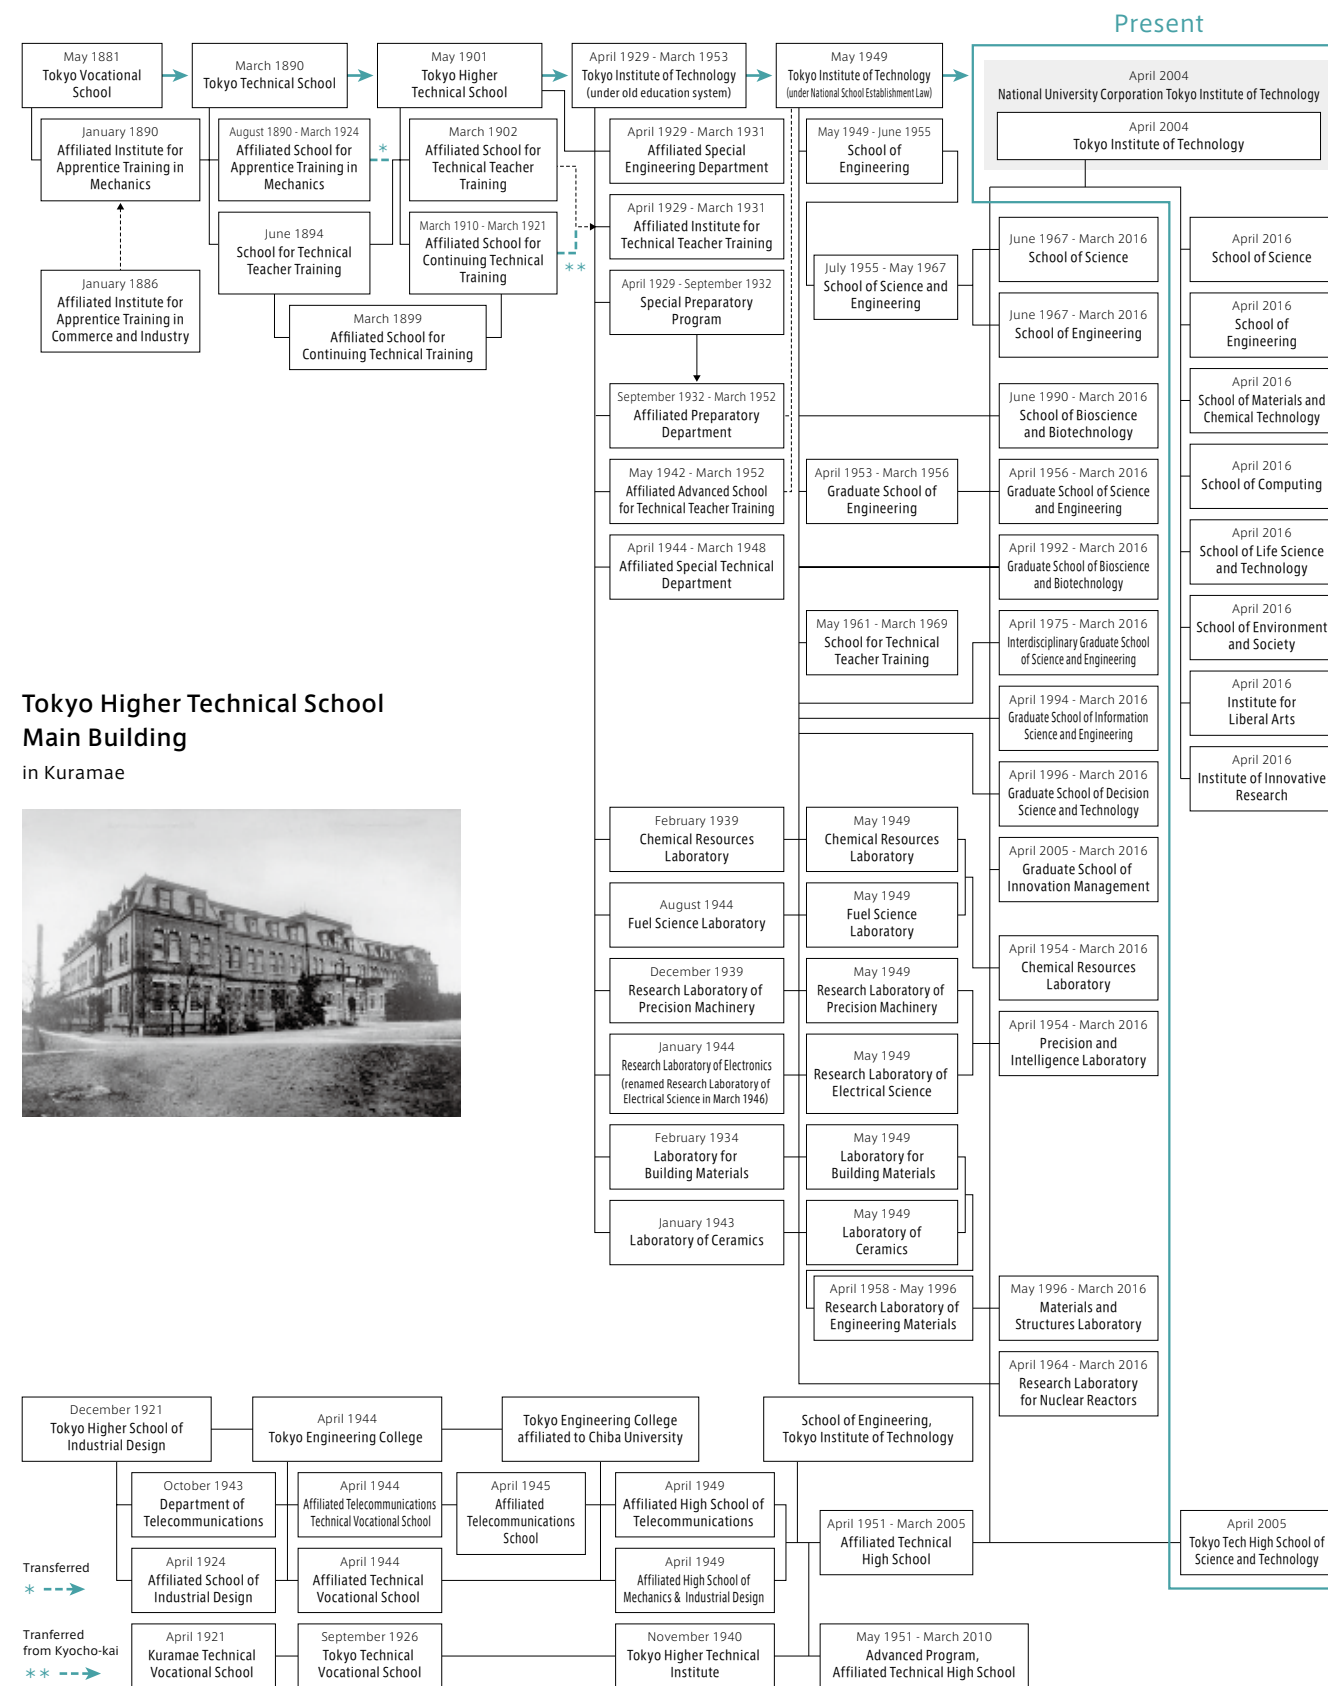 Present
May 1881
Tokyo Vocational
School
March 1890
Tokyo Technical School
May 1901
Tokyo Higher
Technical School
April 1929 - March 1953
Tokyo Institute of Technology
(under old education system)
May 1949
Tokyo Institute of Technology
(under National School Establishment Law)
April 2004
National University Corporation Tokyo Institute of Technology
April 2004
Tokyo Institute of Technology
January 1890
Affiliated Institute for
Apprentice Training in
Mechanics
August 1890 - March 1924
Affiliated School for
Apprentice Training in
Mechanics
*
March 1902
Affiliated School for
Technical Teacher
Training
April 1929 - March 1931
Affiliated Special
Engineering Department
May 1949 - June 1955
School of
Engineering
January 1886
Affiliated Institute for
Apprentice Training in
Commerce and Industry
June 1894
School for Technical
Teacher Training
March 1910 - March 1921
Affiliated School for
Continuing Technical
Training
**
March 1899
Affiliated School for
Continuing Technical Training
April 1929 - March 1931
Affiliated Institute for
Technical Teacher Training
April 1929 - September 1932
Special Preparatory
Program
July 1955 - May 1967
School of Science and
Engineering
June 1967 - March 2016
School of Science
June 1967 - March 2016
School of Engineering
April 2016
School of Science
April 2016
School of
Engineering
September 1932 - March 1952
Affiliated Preparatory
Department
June 1990 - March 2016
School of Bioscience
and Biotechnology
April 2016
School of Materials and
Chemical Technology
May 1942 - March 1952
Affiliated Advanced School
for Technical Teacher Training
April 1953 - March 1956
Graduate School of
Engineering
April 1956 - March 2016
Graduate School of Science
and Engineering
April 2016
School of Computing
April 1944 - March 1948
Affiliated Special Technical
Department
April 1992 - March 2016
Graduate School of Bioscience
and Biotechnology
April 2016
School of Life Science
and Technology
May 1961 - March 1969
School for Technical
Teacher Training
April 1975 - March 2016
Interdisciplinary Graduate School
of Science and Engineering
April 2016
School of Environment
and Society
April 1994 - March 2016
Graduate School of Information
Science and Engineering
April 2016
Institute for
Liberal Arts
April 1996 - March 2016
Graduate School of Decision
Science and Technology
April 2016
Institute of Innovative
Research
Tokyo Higher Technical School
Main Building
in Kuramae
February 1939
Chemical Resources
Laboratory
May 1949
Chemical Resources
Laboratory
April 2005 - March 2016
Graduate School of
Innovation Management
August 1944
Fuel Science Laboratory
May 1949
Fuel Science
Laboratory
April 1954 - March 2016
Chemical Resources
Laboratory
December 1939
Research Laboratory of
Precision Machinery
May 1949
Research Laboratory of
Precision Machinery
April 1954 - March 2016
Precision and
Intelligence Laboratory
January 1944
Research Laboratory of Electronics
(renamed Research Laboratory of
Electrical Science in March 1946)
May 1949
Research Laboratory of
Electrical Science
February 1934
Laboratory for
Building Materials
May 1949
Laboratory for
Building Materials
January 1943
Laboratory of Ceramics
May 1949
Laboratory of
Ceramics
April 1958 - May 1996
Research Laboratory of
Engineering Materials
May 1996 - March 2016
Materials and
Structures Laboratory
April 1964 - March 2016
Research Laboratory
for Nuclear Reactors
December 1921
Tokyo Higher School of
Industrial Design
April 1944
Tokyo Engineering College
Tokyo Engineering College
affiliated to Chiba University
School of Engineering,
Tokyo Institute of Technology
October 1943
Department of
Telecommunications
April 1944
Affiliated Telecommunications
Technical Vocational School
April 1945
Affiliated
Telecommunications
School
April 1949
Affiliated High School of
Telecommunications
April 1951 - March 2005
Affiliated Technical
High School
April 2005
Tokyo Tech High School of
Science and Technology
April 1924
Affiliated School of
Industrial Design
April 1944
Affiliated Technical
Vocational School
April 1949
Affiliated High School of
Mechanics & Industrial Design
Transferred
*
Tranferred
from Kyocho-kai
**
April 1921
Kuramae Technical
Vocational School
September 1926
Tokyo Technical
Vocational School
November 1940
Tokyo Higher Technical
Institute
May 1951 - March 2010
Advanced Program,
Affiliated Technical High School